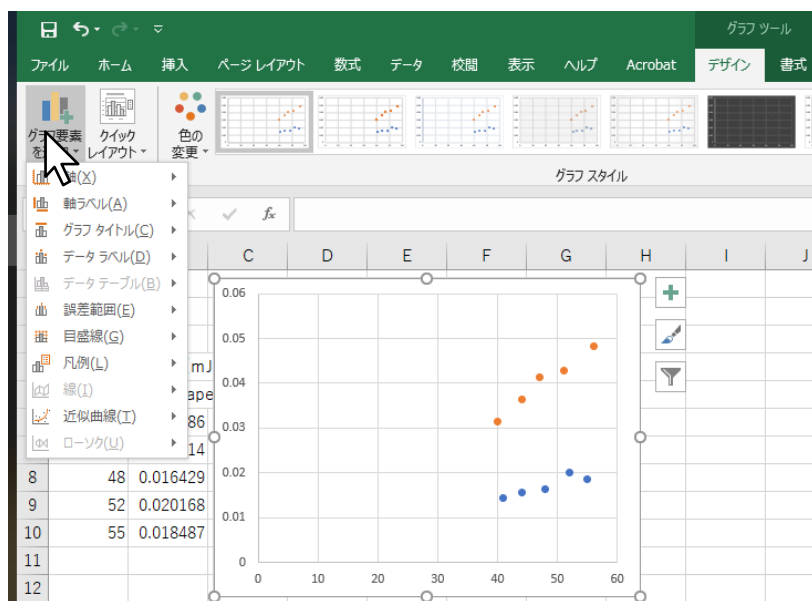 グラフ ツール
ファイル ホーム 挿入 ページ レイアウト 数式 データ 校閲 表示 ヘルプ Acrobat デザイン 書式
グラフ要素 クイック 色の
を レイアウト 変更
グラフ スタイル
軸(X)
軸ラベル(A)
グラフ タイトル(C)
データ ラベル(D)
データ テーブル(B)
誤差範囲(E)
目盛線(G)
凡例(L)
線(I)
近似曲線(T)
ローソク(U)
fx
C D E F G H I J
mJ
ape
86
14
8 48 0.016429
9 52 0.020168
10 55 0.018487
11
12
0.06
0.05
0.04
0.03
0.02
0.01
0
0 10 20 30 40 50 60